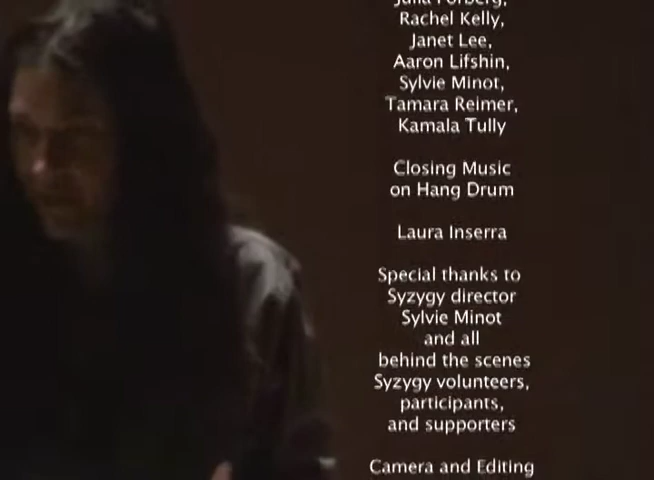 Rachel Kelly,
Janet Lee,
Aaron Lifshin,
Sylvie Minot,
Tamara Reimer,
Kamala Tully
Closing Music
on Hang Drum
Laura Inserra
Special thanks to
Syzygy director
Sylvie Minot
and all
behind the scenes
Syzygy volunteers,
participants,
and supporters
Camera and Editing